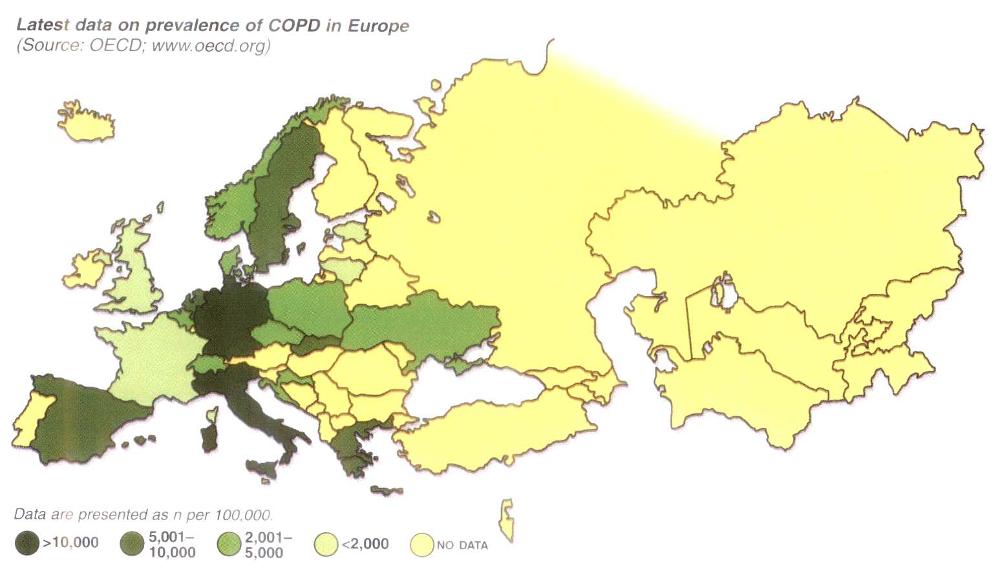 Latest data on prevalence of COPD in Europe
(Source: OECD; www.oecd.org)
Data are presented as n per 100,000.
>10,000
5,001–
10,000
2,001–
5,000
<2,000
NO DATA